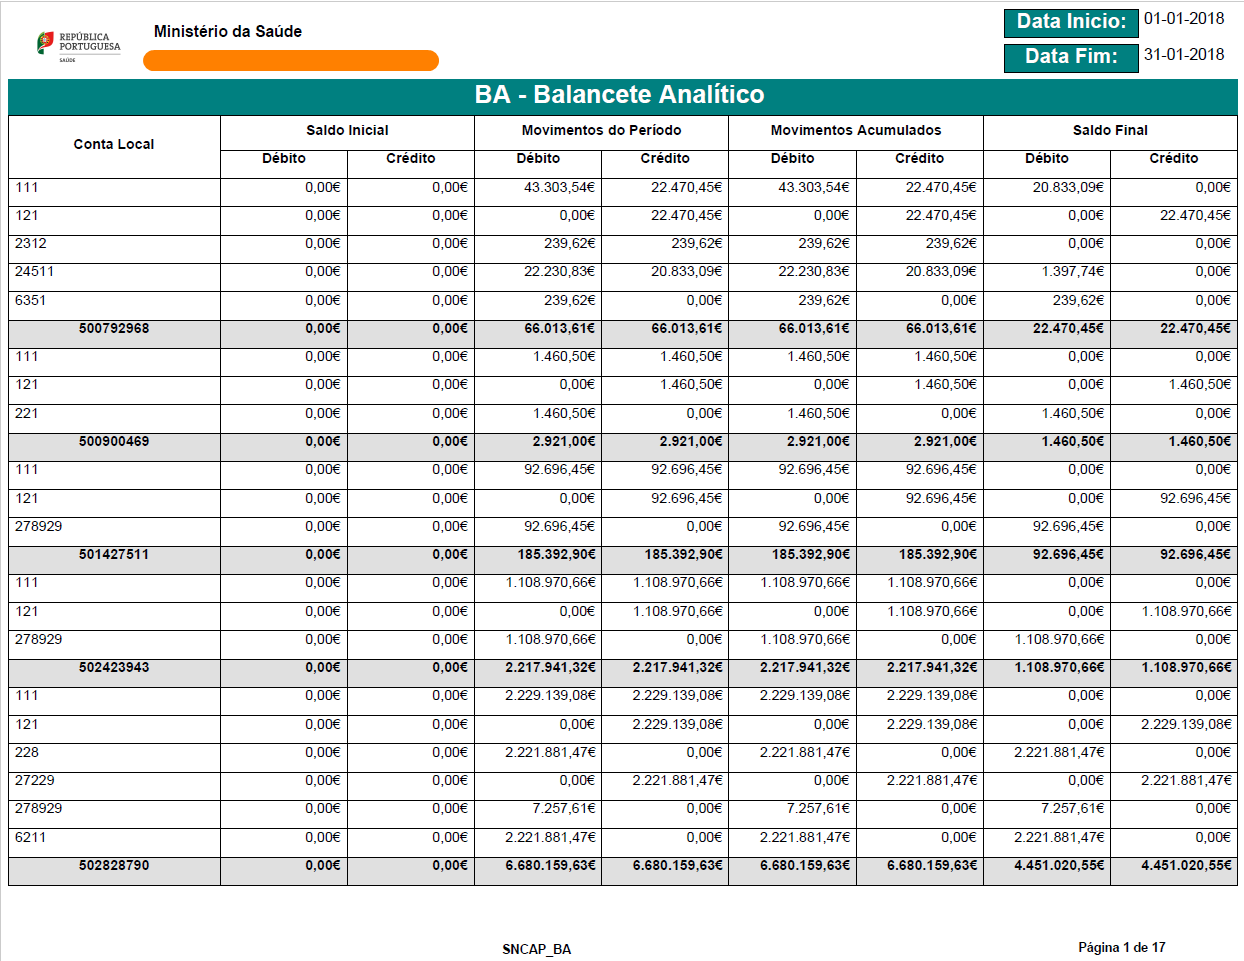 REPÚBLICA
PORTUGUESA
SAÚDE
Ministério da Saúde
Data Inicio: 01-01-2018
Data Fim: 31-01-2018
BA - Balancete Analítico
Conta Local Saldo Inicial Movimentos do Período Movimentos Acumulados Saldo Final
Débito Crédito Débito Crédito Débito Crédito Débito Crédito
111 0,00€ 0,00€ 43.303,54€ 22.470,45€ 43.303,54€ 22.470,45€ 20.833,09€ 0,00€
121 0,00€ 0,00€ 0,00€ 22.470,45€ 0,00€ 22.470,45€ 0,00€ 22.470,45€
2312 0,00€ 0,00€ 239,62€ 239,62€ 239,62€ 239,62€ 0,00€ 0,00€
24511 0,00€ 0,00€ 22.230,83€ 20.833,09€ 22.230,83€ 20.833,09€ 1.397,74€ 0,00€
6351 0,00€ 0,00€ 239,62€ 0,00€ 239,62€ 0,00€ 239,62€ 0,00€
500792968 0,00€ 0,00€ 66.013,61€ 66.013,61€ 66.013,61€ 66.013,61€ 22.470,45€ 22.470,45€
111 0,00€ 0,00€ 1.460,50€ 1.460,50€ 1.460,50€ 1.460,50€ 0,00€ 0,00€
121 0,00€ 0,00€ 0,00€ 1.460,50€ 0,00€ 1.460,50€ 0,00€ 1.460,50€
221 0,00€ 0,00€ 1.460,50€ 0,00€ 1.460,50€ 0,00€ 1.460,50€ 0,00€
500900469 0,00€ 0,00€ 2.921,00€ 2.921,00€ 2.921,00€ 2.921,00€ 1.460,50€ 1.460,50€
111 0,00€ 0,00€ 92.696,45€ 92.696,45€ 92.696,45€ 92.696,45€ 0,00€ 0,00€
121 0,00€ 0,00€ 0,00€ 92.696,45€ 0,00€ 92.696,45€ 0,00€ 92.696,45€
278929 0,00€ 0,00€ 92.696,45€ 0,00€ 92.696,45€ 0,00€ 92.696,45€ 0,00€
501427511 0,00€ 0,00€ 185.392,90€ 185.392,90€ 185.392,90€ 185.392,90€ 92.696,45€ 92.696,45€
111 0,00€ 0,00€ 1.108.970,66€ 1.108.970,66€ 1.108.970,66€ 1.108.970,66€ 0,00€ 0,00€
121 0,00€ 0,00€ 0,00€ 1.108.970,66€ 0,00€ 1.108.970,66€ 0,00€ 1.108.970,66€
278929 0,00€ 0,00€ 1.108.970,66€ 0,00€ 1.108.970,66€ 0,00€ 1.108.970,66€ 0,00€
502423943 0,00€ 0,00€ 2.217.941,32€ 2.217.941,32€ 2.217.941,32€ 2.217.941,32€ 1.108.970,66€ 1.108.970,66€
111 0,00€ 0,00€ 2.229.139,08€ 2.229.139,08€ 2.229.139,08€ 2.229.139,08€ 0,00€ 0,00€
121 0,00€ 0,00€ 0,00€ 2.229.139,08€ 0,00€ 2.229.139,08€ 0,00€ 2.229.139,08€
228 0,00€ 0,00€ 2.221.881,47€ 0,00€ 2.221.881,47€ 0,00€ 2.221.881,47€ 0,00€
27229 0,00€ 0,00€ 0,00€ 2.221.881,47€ 0,00€ 2.221.881,47€ 0,00€ 2.221.881,47€
278929 0,00€ 0,00€ 7.257,61€ 0,00€ 7.257,61€ 0,00€ 7.257,61€ 0,00€
6211 0,00€ 0,00€ 2.221.881,47€ 0,00€ 2.221.881,47€ 0,00€ 2.221.881,47€ 0,00€
502828790 0,00€ 0,00€ 6.680.159,63€ 6.680.159,63€ 6.680.159,63€ 6.680.159,63€ 4.451.020,55€ 4.451.020,55€
SNCAP_BA Página 1 de 17